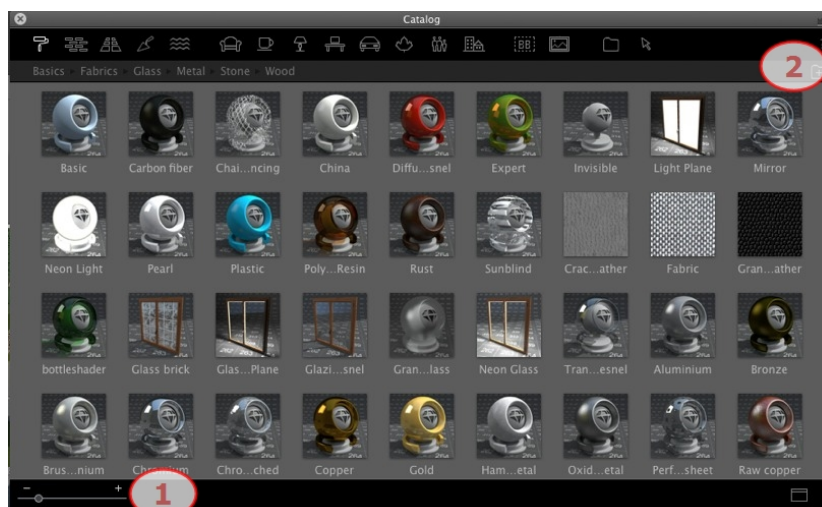 Catalog
BB
Basics Fabrics Glass Metal Stone Wood
2
Basic Carbon fiber Chai...ncing China Diffu...snel Expert Invisible Light Plane Mirror
Neon Light Pearl Plastic Poly...Resin Rust Sunblind Crac...ather Fabric Gran...ather
bottleshader Glass brick Glas...Plane Glazi...snel Gran...lass Neon Glass Tran...esnel Aluminium Bronze
Brus...nium Chromium Chro...ched Copper Gold Ham...etal Oxid...etal Perf...sheet Raw copper
- + 1